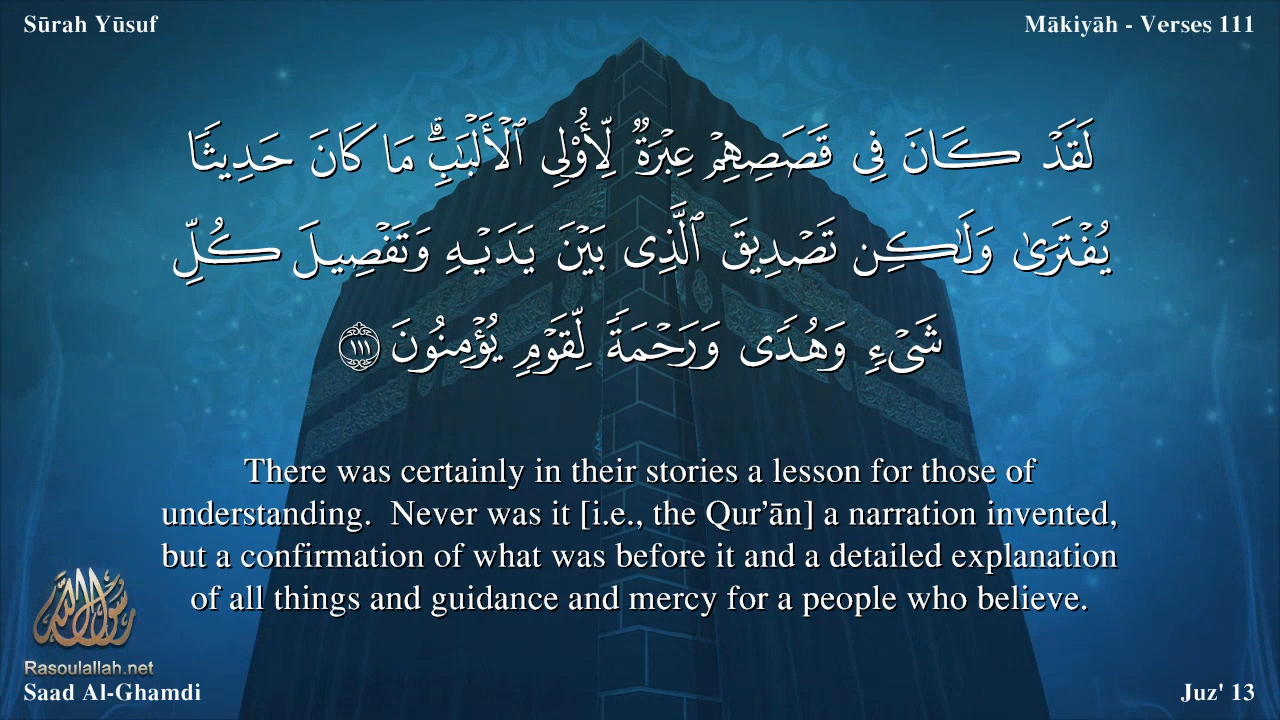 Sūrah Yūsuf
Mākiyāh - Verses 111
لَقَدْ كَانَ فِى قَصَصِهِمْ عِبْرَةٌ لِّأُو۟لِى ٱلْأَلْبَـٰبِ ۗ مَا كَانَ حَدِيثًا
يُفْتَرَىٰ وَلَـٰكِن تَصْدِيقَ ٱلَّذِى بَيْنَ يَدَيْهِ وَتَفْصِيلَ كُلِّ
شَىْءٍ وَهُدًى وَرَحْمَةً لِّقَوْمٍ يُؤْمِنُونَ ١١١
There was certainly in their stories a lesson for those of
understanding.  Never was it [i.e., the Qur’ān] a narration invented,
but a confirmation of what was before it and a detailed explanation
of all things and guidance and mercy for a people who believe.
رسول الله
Rasoulallah.net
Saad Al-Ghamdi
Juz' 13